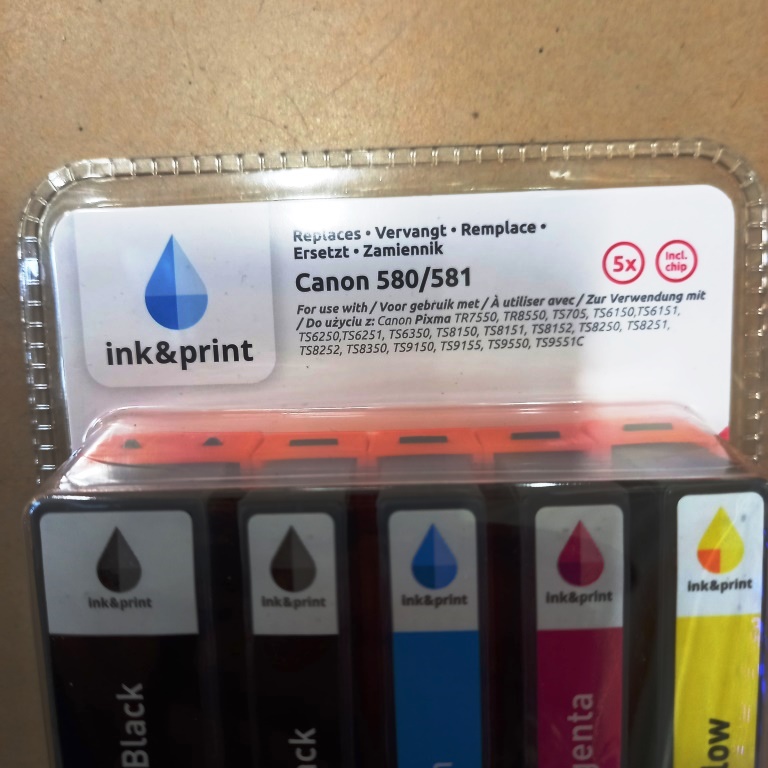 Replaces • Vervangt • Remplace •
Ersetzt • Zamiennik
Canon 580/581
5x
Incl.
chip
For use with / Voor gebruik met / À utiliser avec / Zur Verwendung mit
/ Do użyciu z: Canon Pixma TR7550, TR8550, TS705, TS6150,TS6151,
TS6250,TS6251, TS6350, TS8150, TS8151, TS8152, TS8250, TS8251,
TS8252, TS8350, TS9150, TS9155, TS9550, TS9551C
ink&print
ink&print
ink&print
ink&print
ink&print
ink&print
Black
ck
n
genta
low